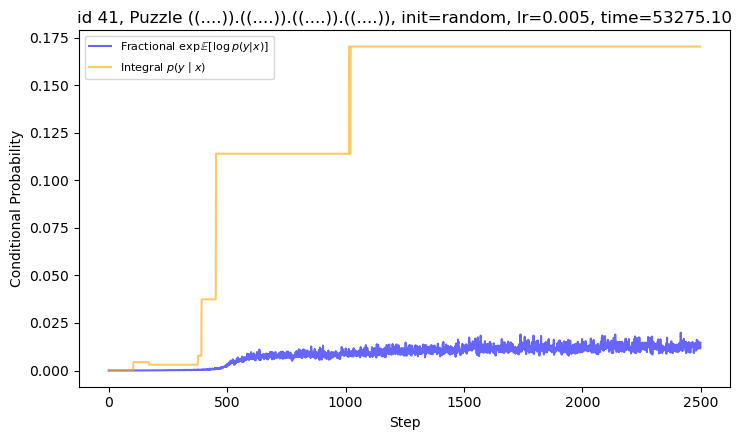 id 41, Puzzle ((....)).((....)).((....)).((....)), init=random, lr=0.005, time=53275.10
Fractional exp 𝔼[log p(y|x)]
Integral p(y | x)
Conditional Probability
0.175
0.150
0.125
0.100
0.075
0.050
0.025
0.000
0
500
1000
1500
2000
2500
Step